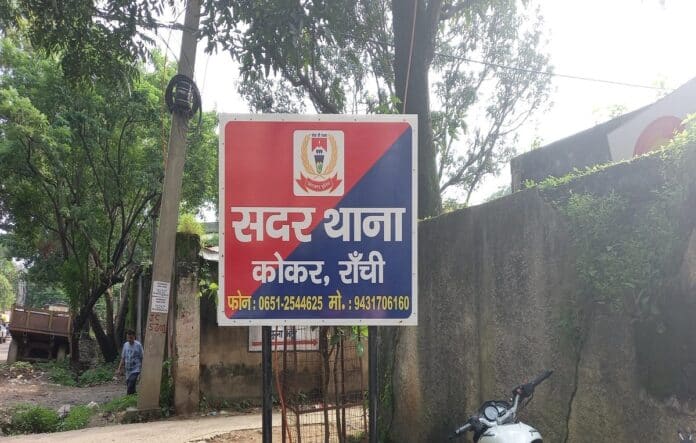 सदर थाना
कोकर, राँची
फोन : 0651-2544625 मो. : 9431706160